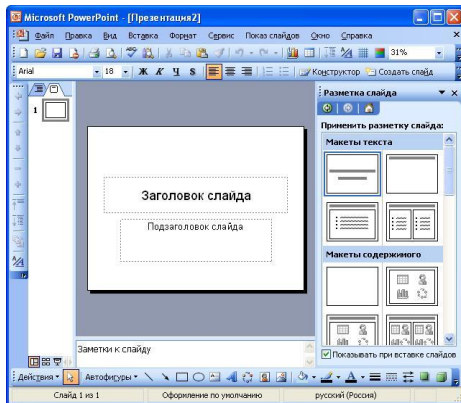 Microsoft PowerPoint - [Презентация2]
Файл Правка Вид Вставка Формат Сервис Показ слайдов Окно Справка
31%
Arial 18 Ж К Ч S Конструктор Создать слайд
Разметка слайда
1
Применить разметку слайда:
Макеты текста
Заголовок слайда
Подзаголовок слайда
Макеты содержимого
Заметки к слайду
Показывать при вставке слайдов
Действия Автофигуры
Слайд 1 из 1 Оформление по умолчанию русский (Россия)